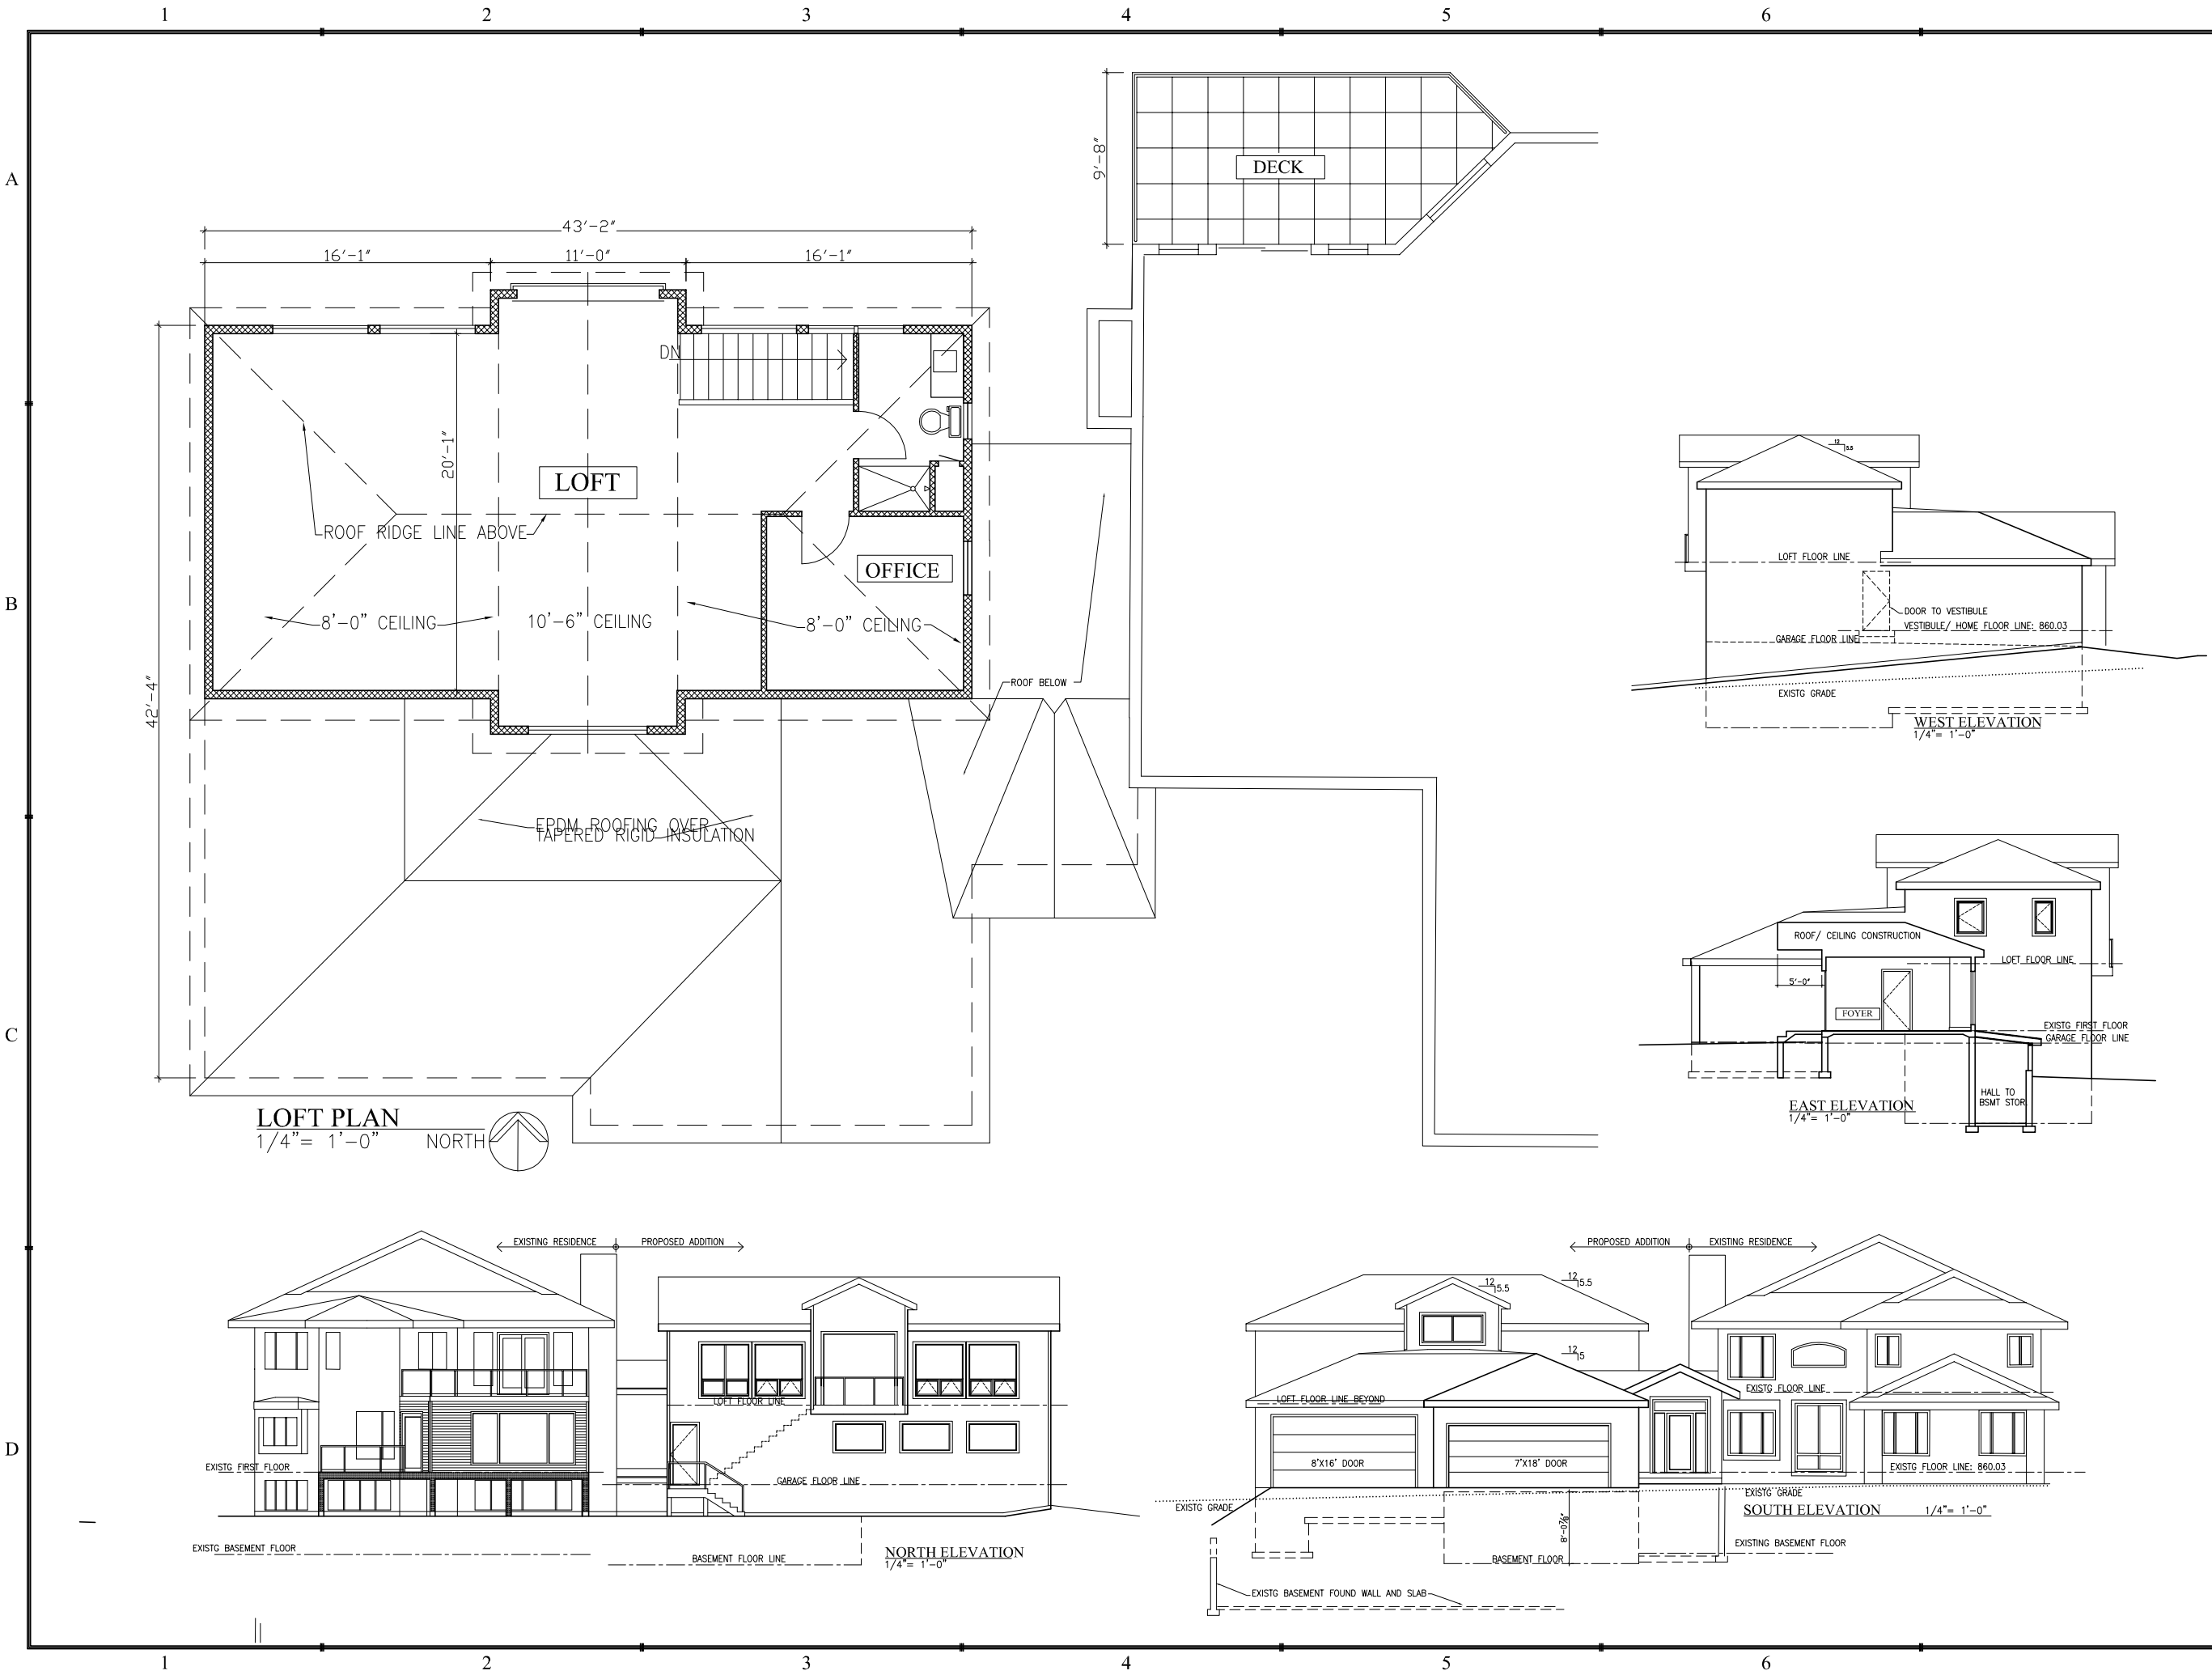 1 2 3 4 5 6
A
B
C
D
DECK
9'-8"
43'-2"
16'-1" 11'-0" 16'-1"
DN
20'-1"
LOFT
ROOF RIDGE LINE ABOVE
OFFICE
8'-0" CEILING
10'-6" CEILING
8'-0" CEILING
ROOF BELOW
42'-4"
EPDM ROOFING OVER
TAPERED RIGID INSULATION
LOFT PLAN
1/4"= 1'-0"
NORTH
12
5.5
LOFT FLOOR LINE
DOOR TO VESTIBULE
VESTIBULE/ HOME FLOOR LINE: 860.03
GARAGE FLOOR LINE
EXISTG GRADE
WEST ELEVATION
1/4"= 1'-0"
ROOF/ CEILING CONSTRUCTION
LOFT FLOOR LINE
5'-0"
FOYER
EXISTG FIRST FLOOR
GARAGE FLOOR LINE
HALL TO
BSMT STOR
EAST ELEVATION
1/4"= 1'-0"
EXISTING RESIDENCE
PROPOSED ADDITION
LOFT FLOOR LINE
EXISTG FIRST FLOOR
GARAGE FLOOR LINE
EXISTG BASEMENT FLOOR
BASEMENT FLOOR LINE
NORTH ELEVATION
1/4"= 1'-0"
PROPOSED ADDITION
EXISTING RESIDENCE
12
5.5
12
5.5
12
5
LOFT FLOOR LINE BEYOND
EXISTG FLOOR LINE
8'X16' DOOR
7'X18' DOOR
EXISTG FLOOR LINE: 860.03
EXISTG GRADE
EXISTG GRADE
SOUTH ELEVATION
1/4"= 1'-0"
EXISTING BASEMENT FLOOR
BASEMENT FLOOR
EXISTG BASEMENT FOUND WALL AND SLAB
1 2 3 4 5 6